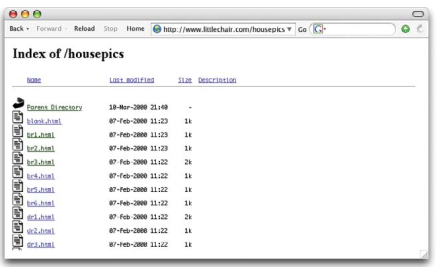 Back Forward Reload Stop Home http://www.littlechair.com/housepics Go G
Index of /housepics
Name Last modified Size Description
Parent Directory 10-Mar-2000 21:40 -
blank.html 07-Feb-2000 11:23 1k
br1.html 07-Feb-2000 11:23 1k
br2.html 07-Feb-2000 11:23 1k
br3.html 07-Feb-2000 11:22 2k
br4.html 07-Feb-2000 11:22 1k
br5.html 07-Feb-2000 11:22 1k
br6.html 07-Feb-2000 11:22 1k
dr1.html 07-Feb-2000 11:22 2k
dr2.html 07-Feb-2000 11:22 1k
dr3.html 07-Feb-2000 11:22 1k